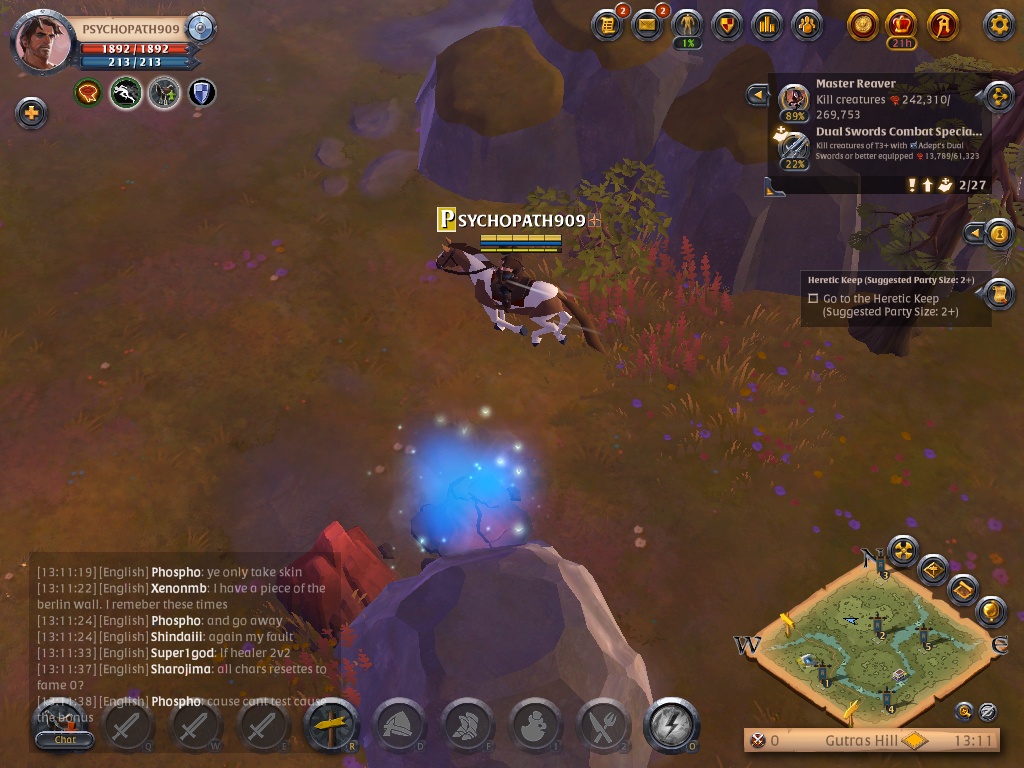 PSYCHOPATH909
1892 / 1892
213 / 213
2
2
1%
21h
Master Reaver
Kill creatures 242,310/
269,753
89%
Dual Swords Combat Specia...
Kill creatures of T3+ with Adept's Dual
Swords or better equipped 13,789/61,323
22%
2/27
PSYCHOPATH909
Heretic Keep (Suggested Party Size: 2+)
Go to the Heretic Keep
(Suggested Party Size: 2+)
[13:11:19][English] Phospho: ye only take skin
[13:11:22][English] Xenonmb: I have a piece of the
berlin wall. I remeber these times
[13:11:24][English] Phospho: and go away
[13:11:24][English] Shindaiii: again my fault
[13:11:33][English] Super1god: If healer 2v2
[13:11:37][English] Sharojima: all chars resettes to
fame 0?
[13:11:38][English] Phospho: cause cant test cause
the bonus
Chat
Q
W
E
R
D
F
1
2
O
N
W
E
3
2
5
1
4
0
Gutras Hill
13:11